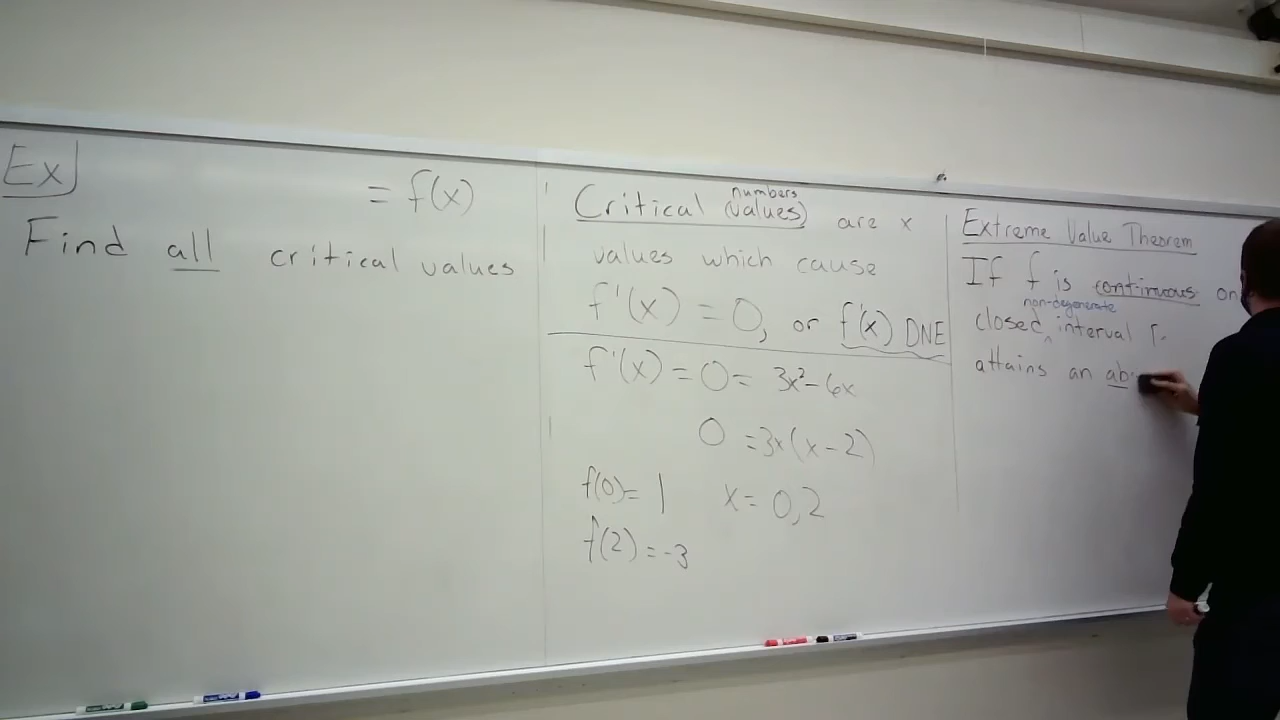 Ex
= f(x)
Find all critical values
numbers
Critical (values) are x
values which cause
f'(x) = 0, or f'(x) DNE
f'(x) = 0 = 3x²-6x
0 = 3x(x-2)
f(0)= 1 x= 0,2
f(2) = -3
Extreme Value Theorem
If f is continuous on
non-degenerate
closed interval [
attains an ab